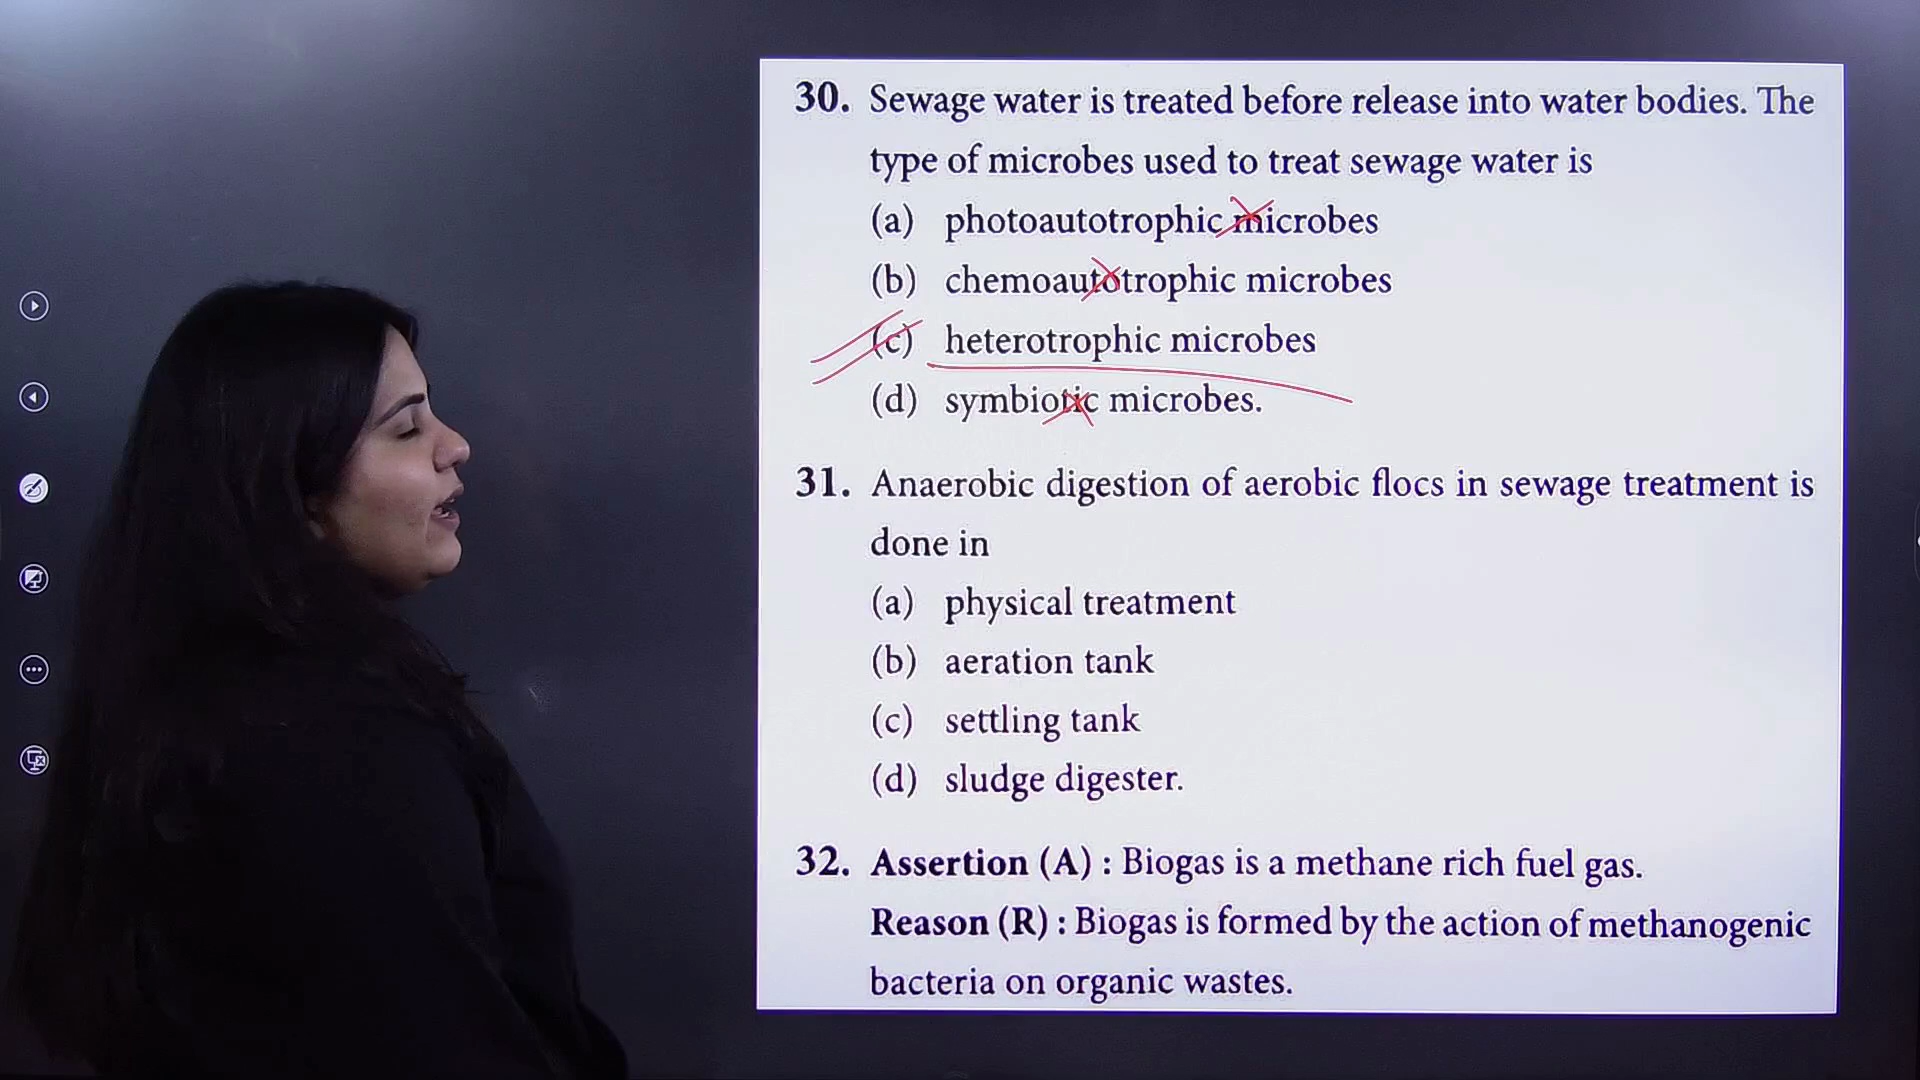 30. Sewage water is treated before release into water bodies. The
type of microbes used to treat sewage water is
(a) photoautotrophic microbes
(b) chemoautotrophic microbes
(c) heterotrophic microbes
(d) symbiotic microbes.
31. Anaerobic digestion of aerobic flocs in sewage treatment is
done in
(a) physical treatment
(b) aeration tank
(c) settling tank
(d) sludge digester.
32. Assertion (A) : Biogas is a methane rich fuel gas.
Reason (R) : Biogas is formed by the action of methanogenic
bacteria on organic wastes.